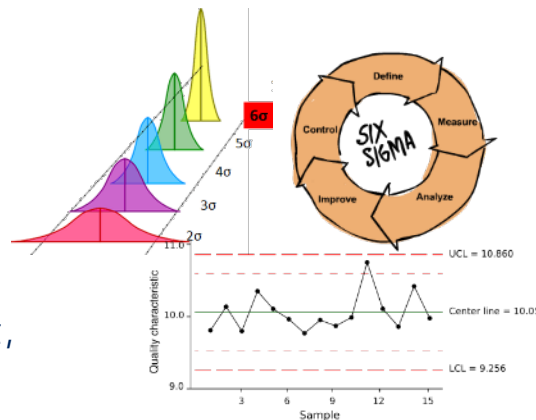 6σ
5σ
4σ
3σ
2σ
Define
Measure
Analyze
Improve
Control
SIX
SIGMA
11.0
10.0
9.0
Quality characteristic
UCL = 10.860
Center line = 10.05
LCL = 9.256
3
6
9
12
15
Sample